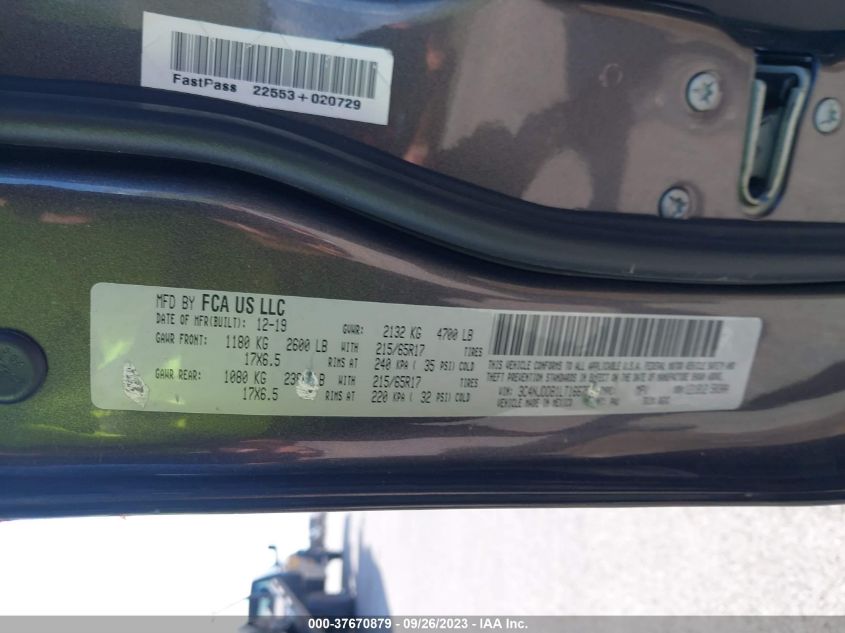 FastPass 22553+020729
MFD BY FCA US LLC
DATE OF MFR(BUILT): 12-19 GVWR: 2132 KG 4700 LB
GAWR FRONT: 1180 KG 2600 LB WITH 215/65R17 TIRES
17X6.5 RIMS AT 240 KPA ( 35 PSI) COLD
GAWR REAR: 1080 KG LB WITH 215/65R17 TIRES
17X6.5 RIMS AT 220 KPA ( 32 PSI) COLD
THIS VEHICLE CONFORMS TO ALL APPLICABLE U.S.A. FEDERAL MOTOR VEHICLE SAFETY AND
THEFT PREVENTION STANDARDS IN EFFECT ON THE DATE OF MANUFACTURE SHOWN ABOVE.
VIN:
VEHICLE MADE IN MEXICO
000-37670879 - 09/26/2023 - IAA Inc.